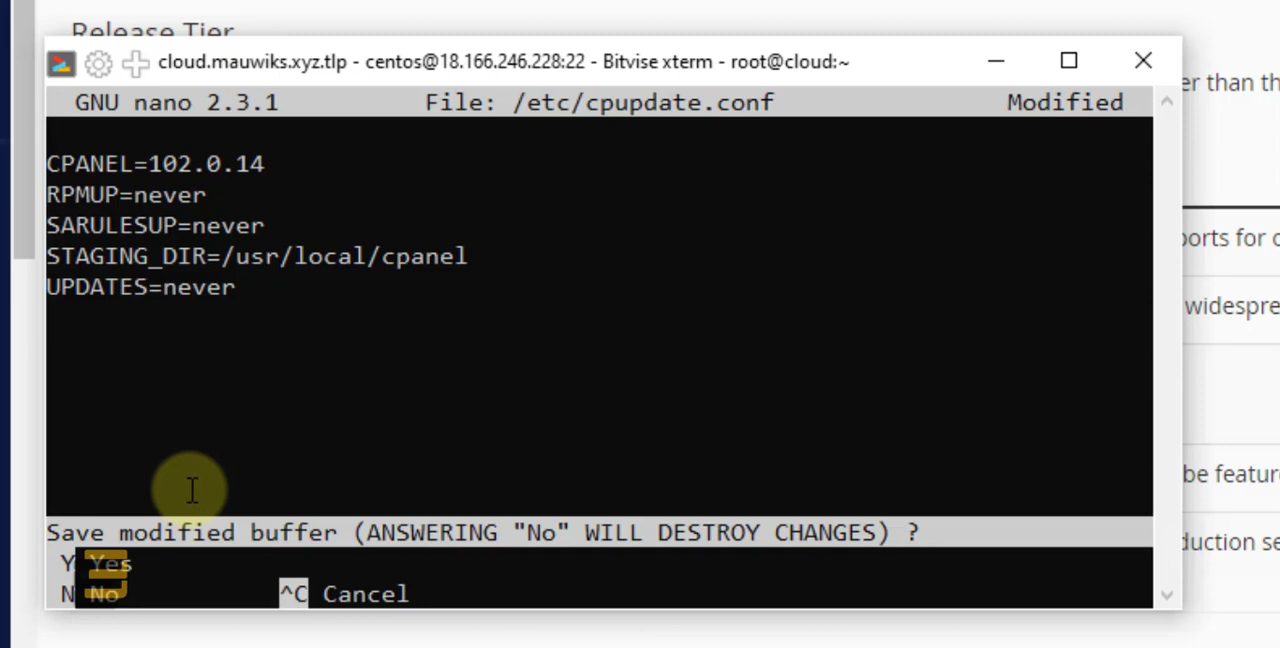 Release Tier
cloud.mauwiks.xyz.tlp - centos@18.166.246.228:22 - Bitvise xterm - root@cloud:~
er than th
GNU nano 2.3.1 File: /etc/cpupdate.conf Modified
CPANEL=102.0.14
RPMUP=never
SARULESUP=never
ports for c
STAGING_DIR=/usr/local/cpanel
UPDATES=never
widespre
be featur
Save modified buffer (ANSWERING "No" WILL DESTROY CHANGES) ?
duction se
Y Yes
N No ^C Cancel